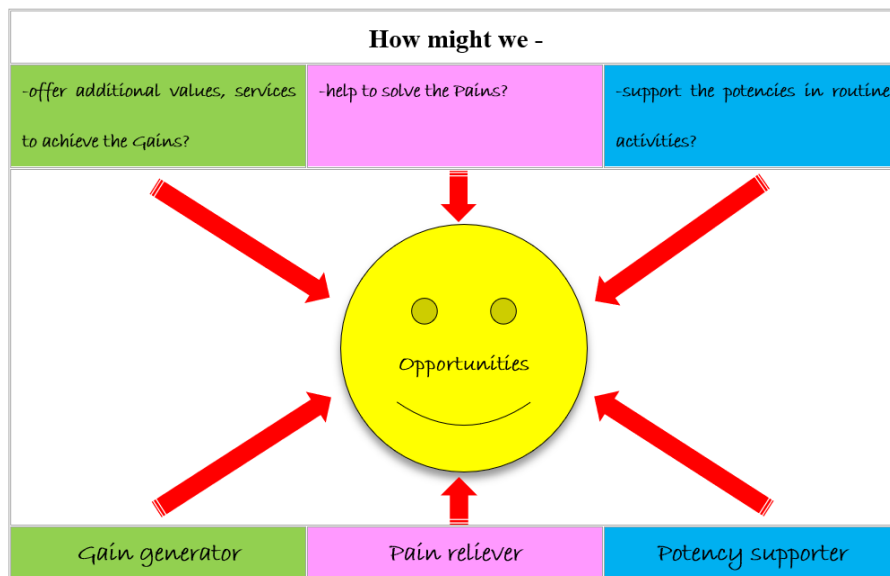 How might we -
-offer additional values, services
to achieve the Gains?
-help to solve the Pains?
-support the potencies in routine
activities?
Opportunities
Gain generator
Pain reliever
Potency supporter